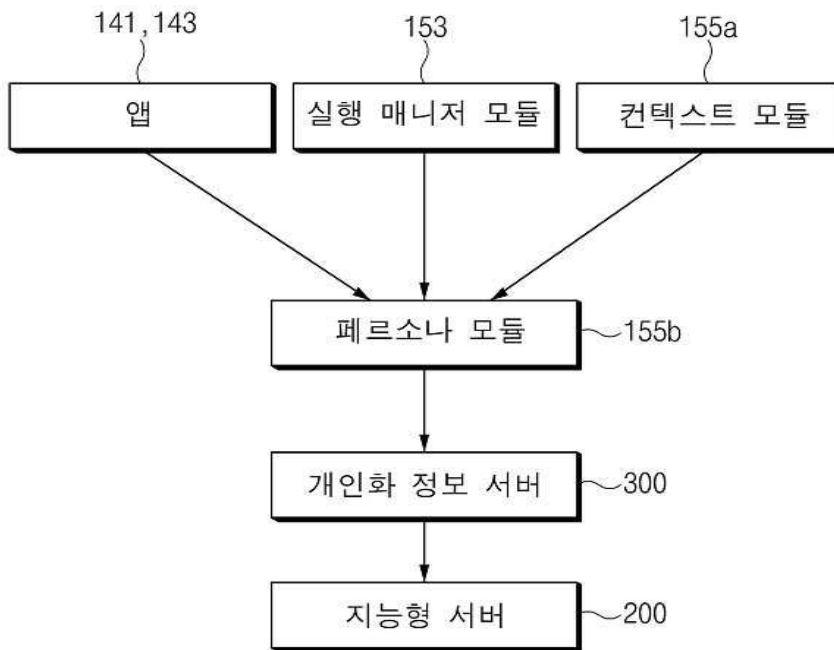 141,143
153
155a
앱
실행 매니저 모듈
컨텍스트 모듈
페르소나 모듈
155b
개인화 정보 서버
300
지능형 서버
200